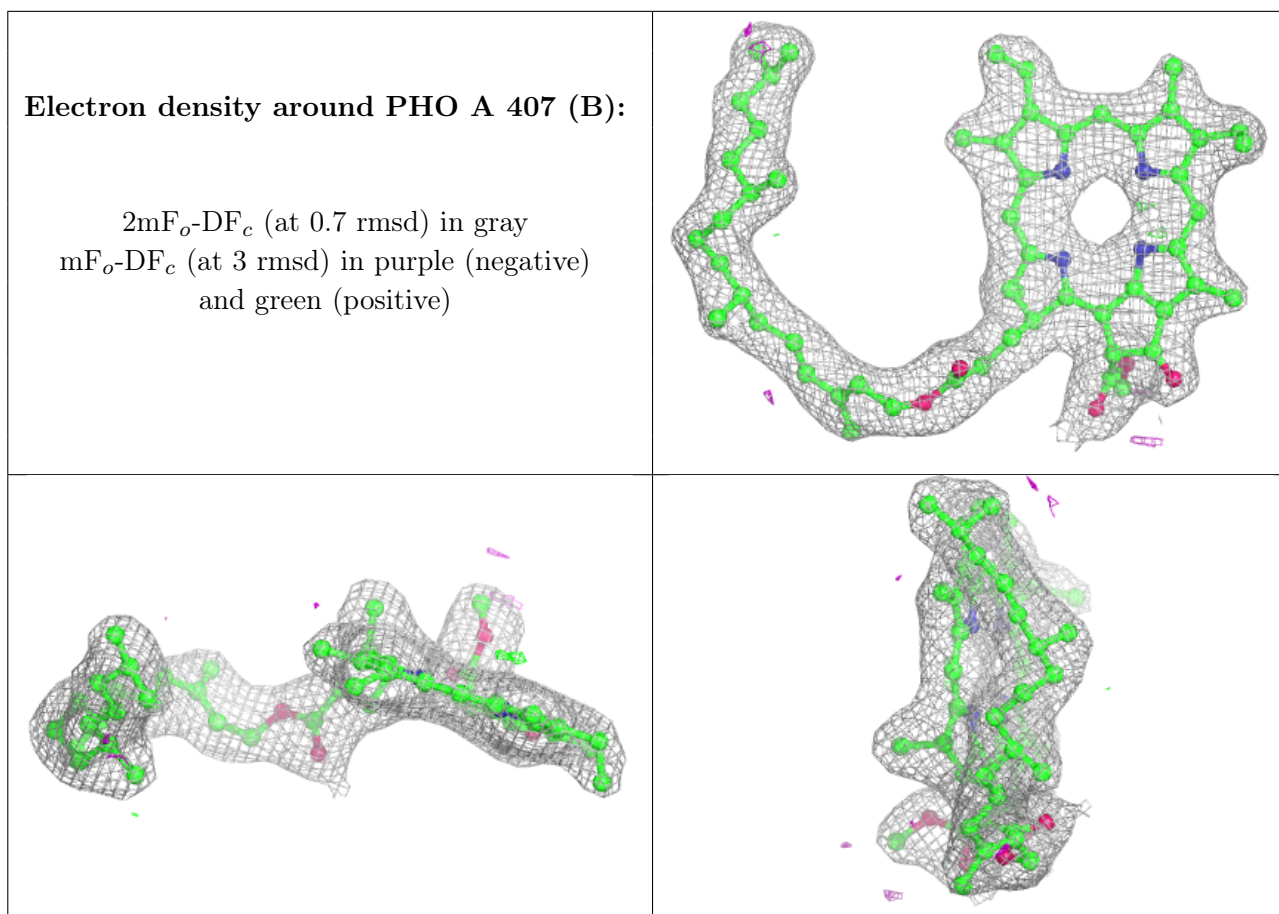 Electron density around PHO A 407 (B):
2mFo-DFc (at 0.7 rmsd) in gray
mFo-DFc (at 3 rmsd) in purple (negative)
and green (positive)